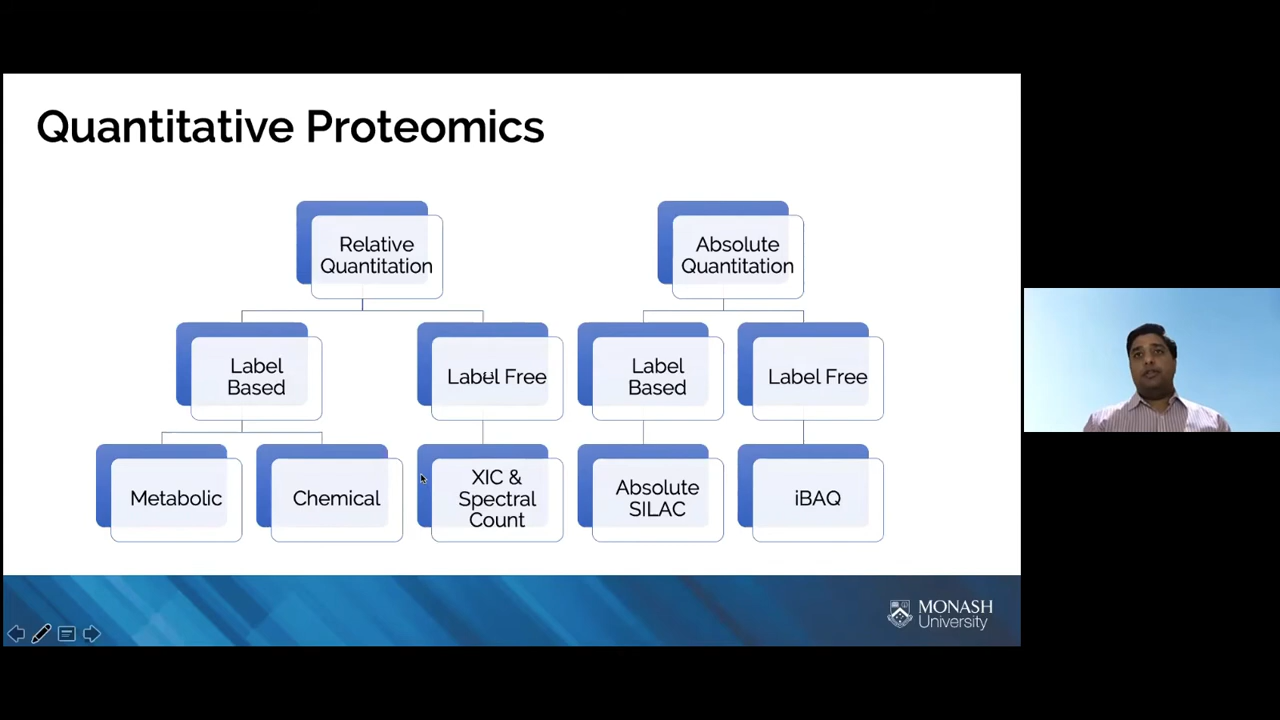 Quantitative Proteomics
Relative
Quantitation
Absolute
Quantitation
Label
Based
Label Free
Label
Based
Label Free
Metabolic
Chemical
XIC &
Spectral
Count
Absolute
SILAC
iBAQ
MONASH
University